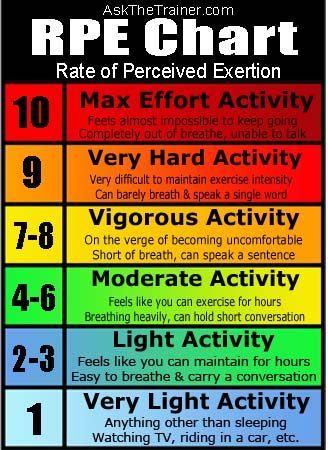 AskTheTrainer.com
RPE Chart
Rate of Perceived Exertion
10
Max Effort Activity
Feels almost impossible to keep going
Completely out of breathe, unable to talk
9
Very Hard Activity
Very difficult to maintain exercise intensity
Can barely breath & speak a single word
7-8
Vigorous Activity
On the verge of becoming uncomfortable
Short of breath, can speak a sentence
4-6
Moderate Activity
Feels like you can exercise for hours
Breathing heavily, can hold short conversation
2-3
Light Activity
Feels like you can maintain for hours
Easy to breathe & carry a conversation
1
Very Light Activity
Anything other than sleeping
Watching TV, riding in a car, etc.